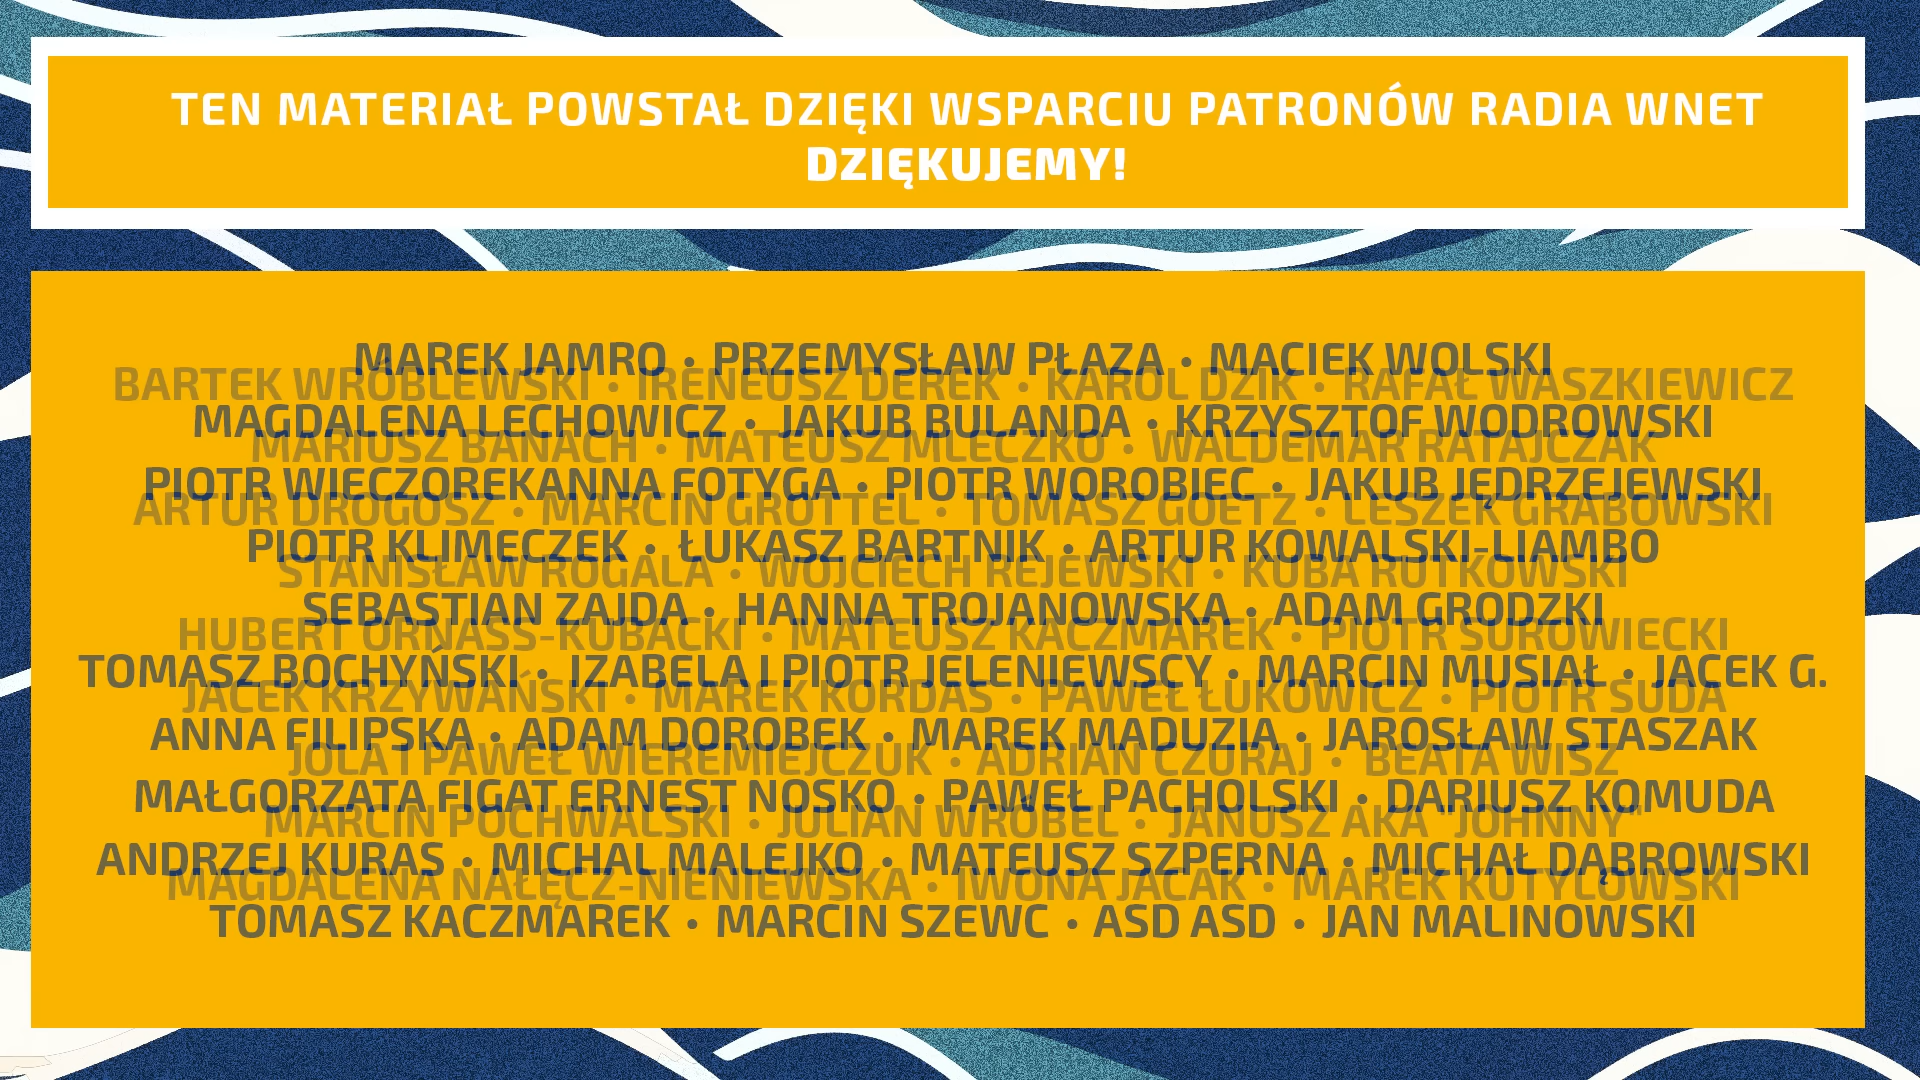 TEN MATERIAŁ POWSTAŁ DZIĘKI WSPARCIU PATRONÓW RADIA WNET
DZIĘKUJEMY!
MAREK JAMRO • PRZEMYSŁAW PŁAZA • MACIEK WOLSKI
BARTEK WRÓBLEWSKI • IRENEUSZ DEREK • KAROL DZIK • RAFAŁ WASZKIEWICZ
MAGDALENA LECHOWICZ • JAKUB BULANDA • KRZYSZTOF WODROWSKI
MARIUSZ BANACH • MATEUSZ MLECZKO • WALDEMAR RATAJCZAK
PIOTR WIECZOREKANNA FOTYGA • PIOTR WOROBIEC • JAKUB JĘDRZEJEWSKI
ARTUR DROGOSZ • MARCIN GROTTEL • TOMASZ GOETZ • LESZEK GRABOWSKI
PIOTR KLIMECZEK • ŁUKASZ BARTNIK • ARTUR KOWALSKI-LIAMBO
STANISŁAW ROGALA • WOJCIECH REJEWSKI • KUBA RUTKOWSKI
SEBASTIAN ZAJDA • HANNA TROJANOWSKA • ADAM GRODZKI
HUBERT ORNASS-KUBACKI • MATEUSZ KACZMAREK • PIOTR SUROWIECKI
TOMASZ BOCHYŃSKI • IZABELA I PIOTR JELENIEWSCY • MARCIN MUSIAŁ • JACEK G.
JACEK KRZYWAŃSKI • MAREK KORDAS • PAWEŁ ŁUKOWICZ • PIOTR SUDA
ANNA FILIPSKA • ADAM DOROBEK • MAREK MADUZIA • JAROSŁAW STASZAK
JOLA I PAWEŁ WIEREMIEJCZUK • ADRIAN CZURAJ • BEATA WISZ
MAŁGORZATA FIGAT ERNEST NOSKO • PAWEŁ PACHOLSKI • DARIUSZ KOMUDA
MARCIN POCHWALSKI • JULIAN WRÓBEL • JANUSZ AKA "JOHNNY"
ANDRZEJ KURAS • MICHAL MALEJKO • MATEUSZ SZPERNA • MICHAŁ DĄBROWSKI
MAGDALENA NAŁĘCZ-NIENIEWSKA • IWONA JACAK • MAREK KUTYŁOWSKI
TOMASZ KACZMAREK • MARCIN SZEWC • ASD ASD • JAN MALINOWSKI